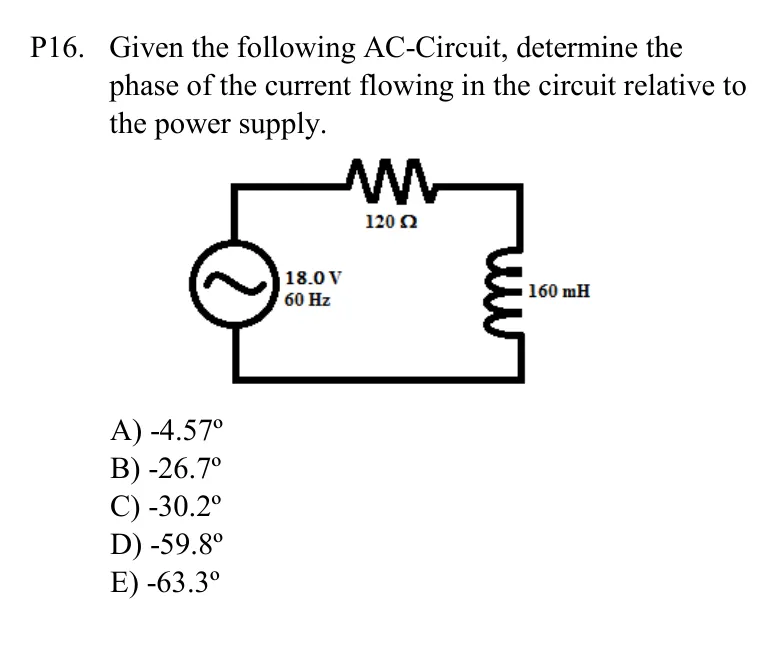 P16. Given the following AC-Circuit, determine the
phase of the current flowing in the circuit relative to
the power supply.
120 Ω
18.0 V
60 Hz
160 mH
A) -4.57º
B) -26.7º
C) -30.2º
D) -59.8º
E) -63.3º